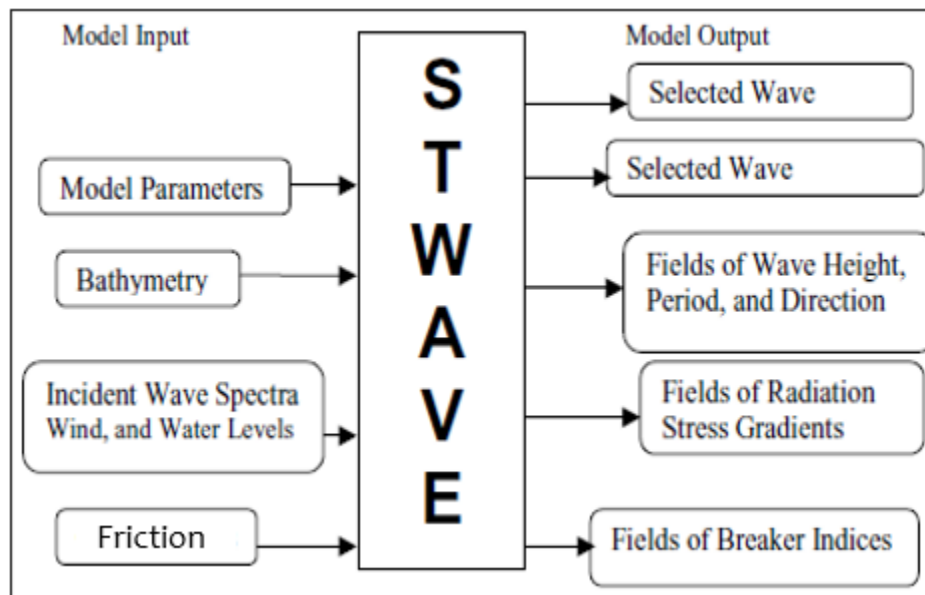 Model Input
Model Parameters
Bathymetry
Incident Wave Spectra
Wind, and Water Levels
Friction
S
T
W
A
V
E
Model Output
Selected Wave
Selected Wave
Fields of Wave Height,
Period, and Direction
Fields of Radiation
Stress Gradients
Fields of Breaker Indices